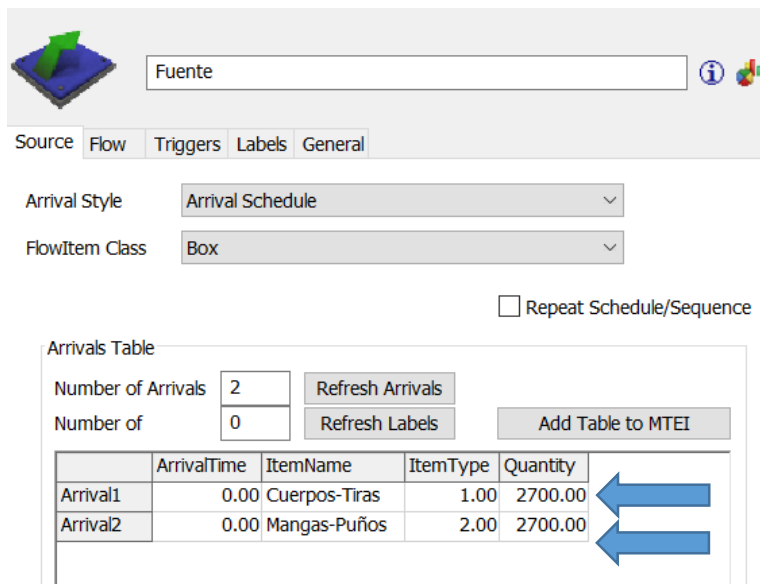 Fuente
Source Flow Triggers Labels General
Arrival Style Arrival Schedule
FlowItem Class Box
Repeat Schedule/Sequence
Arrivals Table
Number of Arrivals 2 Refresh Arrivals
Number of 0 Refresh Labels Add Table to MTEI
ArrivalTime ItemName ItemType Quantity
Arrival1 0.00 Cuerpos-Tiras 1.00 2700.00
Arrival2 0.00 Mangas-Puños 2.00 2700.00